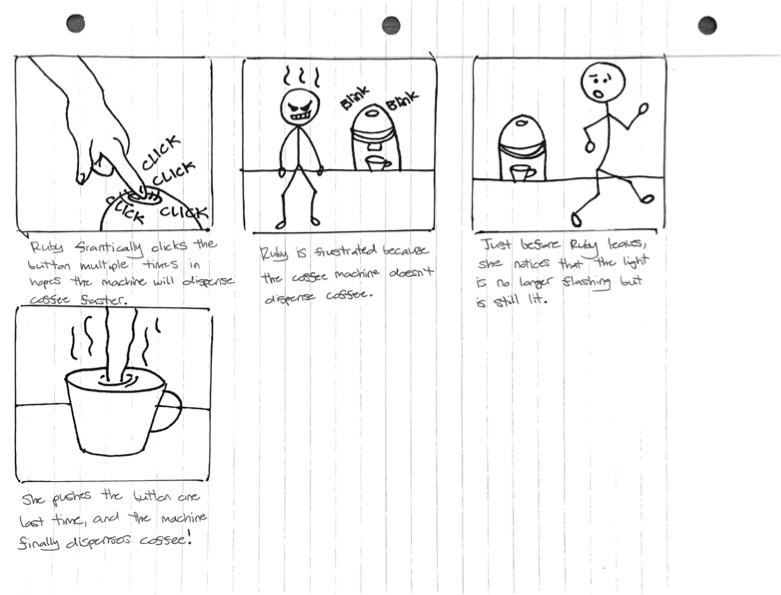 CLICK
CLICK
CLICK
CLICK
Ruby frantically clicks the
button multiple times in
hopes the machine will dispense
coffee faster.
Blink
Blink
Ruby is frustrated because
the coffee machine doesn't
dispense coffee.
Just before Ruby leaves,
she notices that the light
is no longer flashing but
is still lit.
She pushes the button one
last time, and the machine
finally dispenses coffee!